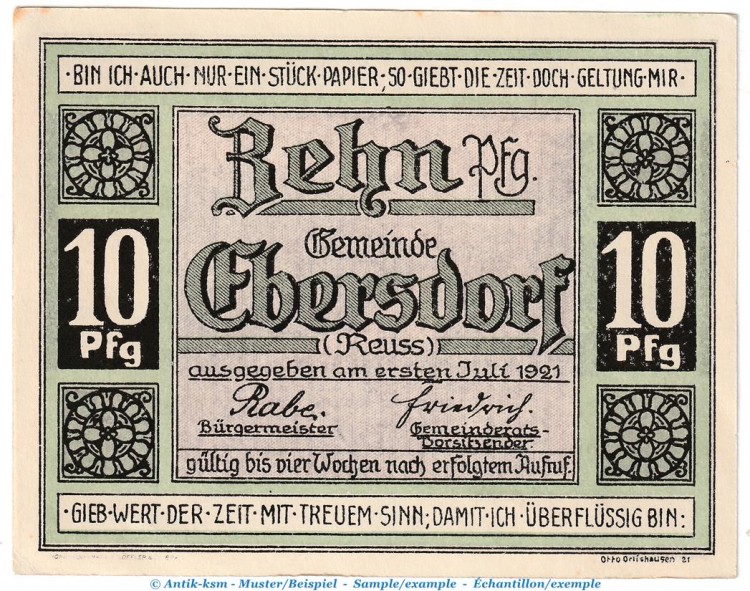 ·BIN ICH·AUCH·NUR·EIN·STÜCK·PAPIER, SO·GIEBT·DIE·ZEIT·DOCH·GELTUNG·MIR·
Zehn Pfg.
10 Pfg
10 Pfg
Gemeinde
Ebersdorf
(Reuss)
ausgegeben am ersten Juli 1921
Rabe.
Friedrich.
Bürgermeister
Gemeinderats-
Vorsitzender
gültig bis vier Wochen nach erfolgtem Aufruf.
·GIEB·WERT·DER·ZEIT·MIT·TREUEM·SINN; DAMIT·ICH·ÜBERFLÜSSIG BIN:
Otto Ortshausen 21
© Antik-ksm - Muster/Beispiel - Sample/example - Échantillon/exemple